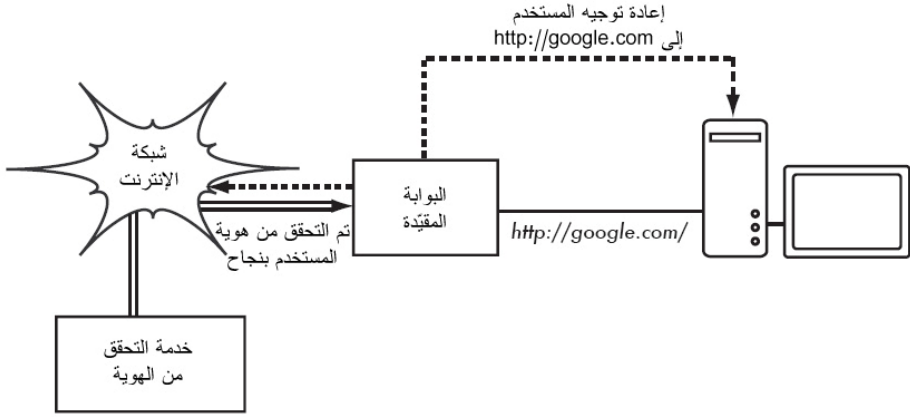 إعادة توجيه المستخدم
إلى http://google.com
شبكة
الإنترنت
البوابة
المقيّدة
تم التحقق من هوية
المستخدم بنجاح
http://google.com/
خدمة التحقق
من الهوية